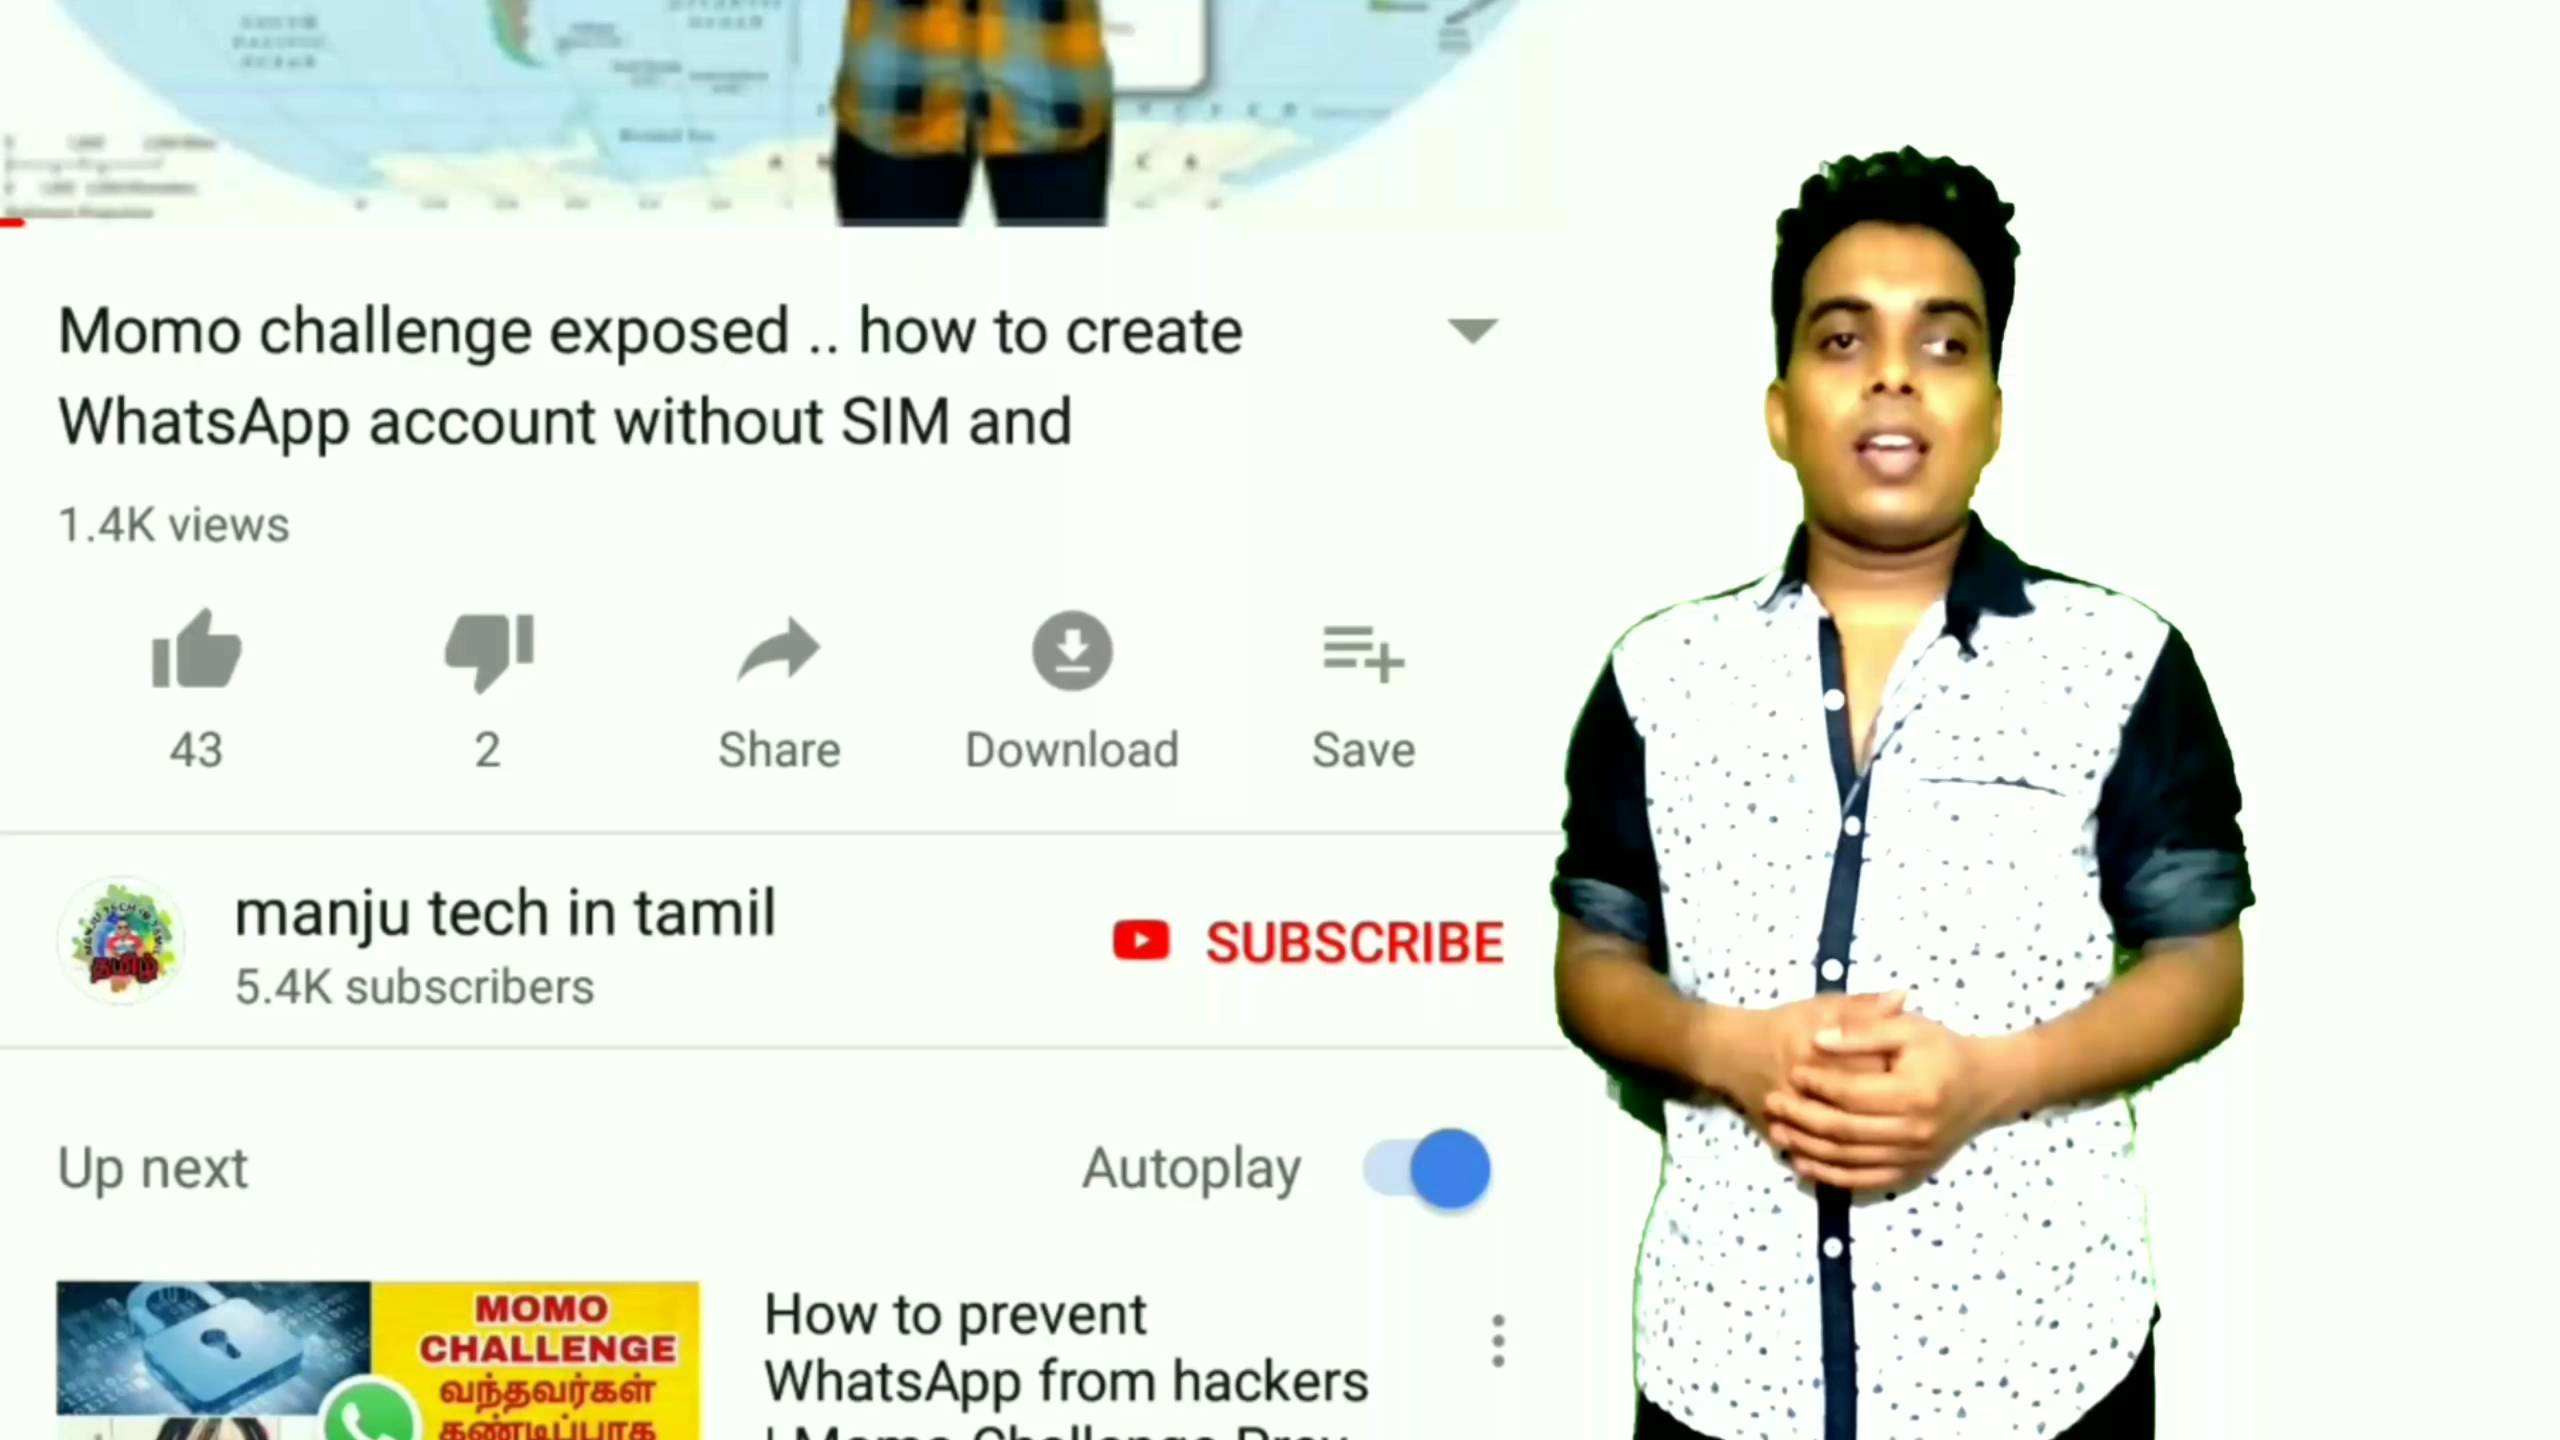 Momo challenge exposed .. how to create
WhatsApp account without SIM and
1.4K views
43
2
Share
Download
Save
manju tech in tamil
5.4K subscribers
SUBSCRIBE
தமிழ்
Up next
Autoplay
MOMO
CHALLENGE
வந்தவர்கள்
கண்டிப்பாக
How to prevent
WhatsApp from hackers